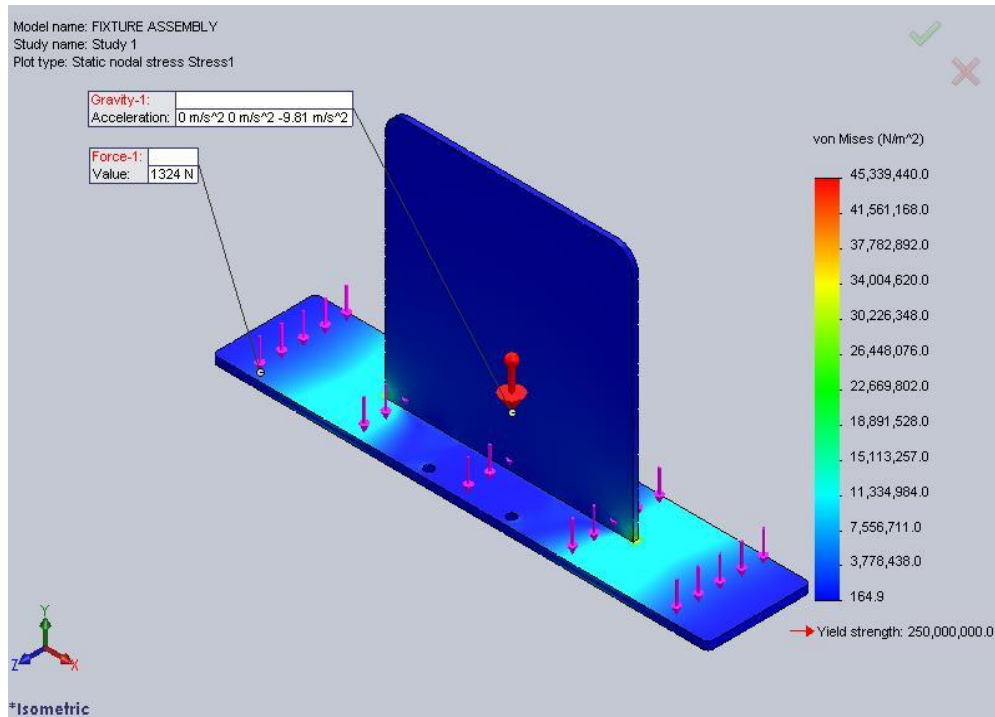 Model name: FIXTURE ASSEMBLY
Study name: Study 1
Plot type: Static nodal stress Stress1
Gravity-1:
Acceleration: 0 m/s^2 0 m/s^2 -9.81 m/s^2
Force-1:
Value: 1324 N
von Mises (N/m^2)
45,339,440.0
41,561,168.0
37,782,892.0
34,004,620.0
30,226,348.0
26,448,076.0
22,669,802.0
18,891,528.0
15,113,257.0
11,334,984.0
7,556,711.0
3,778,438.0
164.9
Yield strength: 250,000,000.0
Y
Z
X
*Isometric